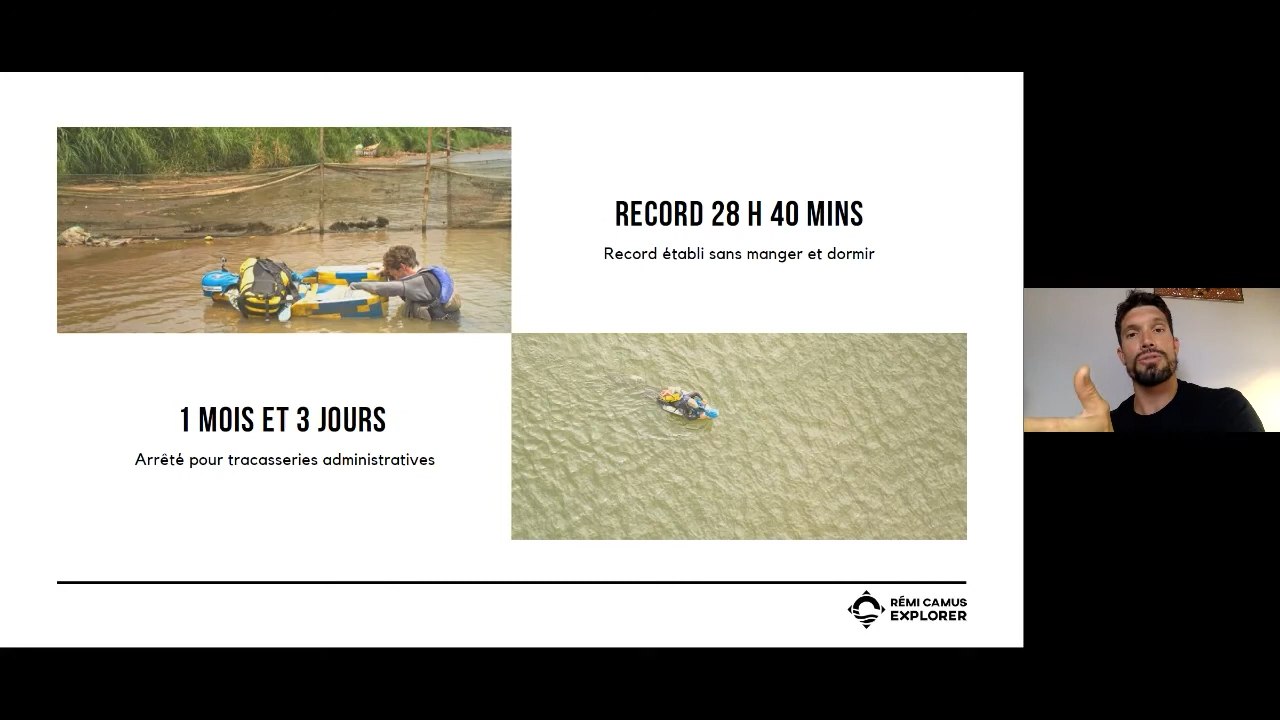 RECORD 28 H 40 MINS
Record établi sans manger et dormir
1 MOIS ET 3 JOURS
Arrêté pour tracasseries administratives
RÉMI CAMUS
EXPLORER